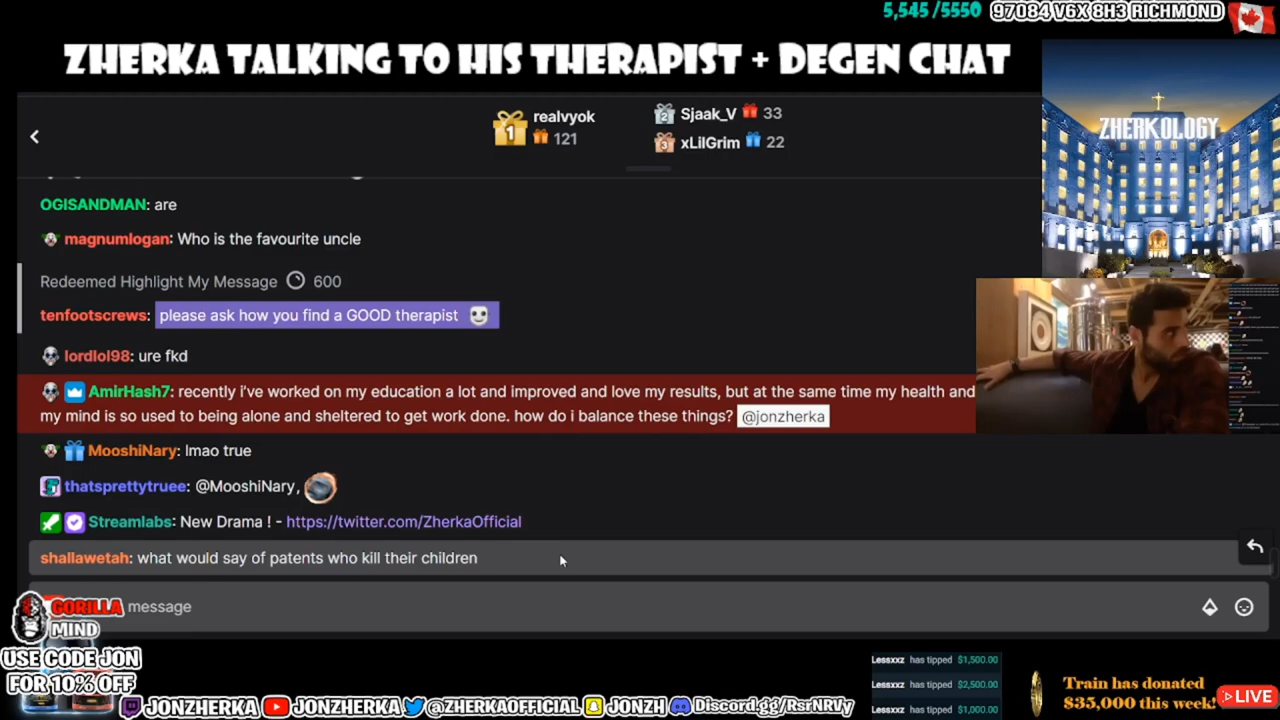 5,545 /5550
97084 V6X 8H3 RICHMOND
ZHERKA TALKING TO HIS THERAPIST + DEGEN CHAT
1 realvyok 121
2 Sjaak_V 33
3 xLilGrim 22
ZHERKOLOGY
OGISANDMAN: are
magnumlogan: Who is the favourite uncle
Redeemed Highlight My Message 600
tenfootscrews: please ask how you find a GOOD therapist
lordlol98: ure fkd
AmirHash7: recently i've worked on my education a lot and improved and love my results, but at the same time my health and
my mind is so used to being alone and sheltered to get work done. how do i balance these things? @jonzherka
MooshiNary: lmao true
thatsprettytruee: @MooshiNary,
Streamlabs: New Drama ! - https://twitter.com/ZherkaOfficial
shallawetah: what would say of patents who kill their children
message
GORILLA
MIND
USE CODE JON
FOR 10% OFF
JONZHERKA JONZHERKA @ZHERKAOFFICIAL JONZH Discord.gg/RsrNRVy
Lessxxz has tipped $1,500.00
Lessxxz has tipped $2,500.00
Lessxxz has tipped $1,000.00
Train has donated
$35,000 this week!
LIVE